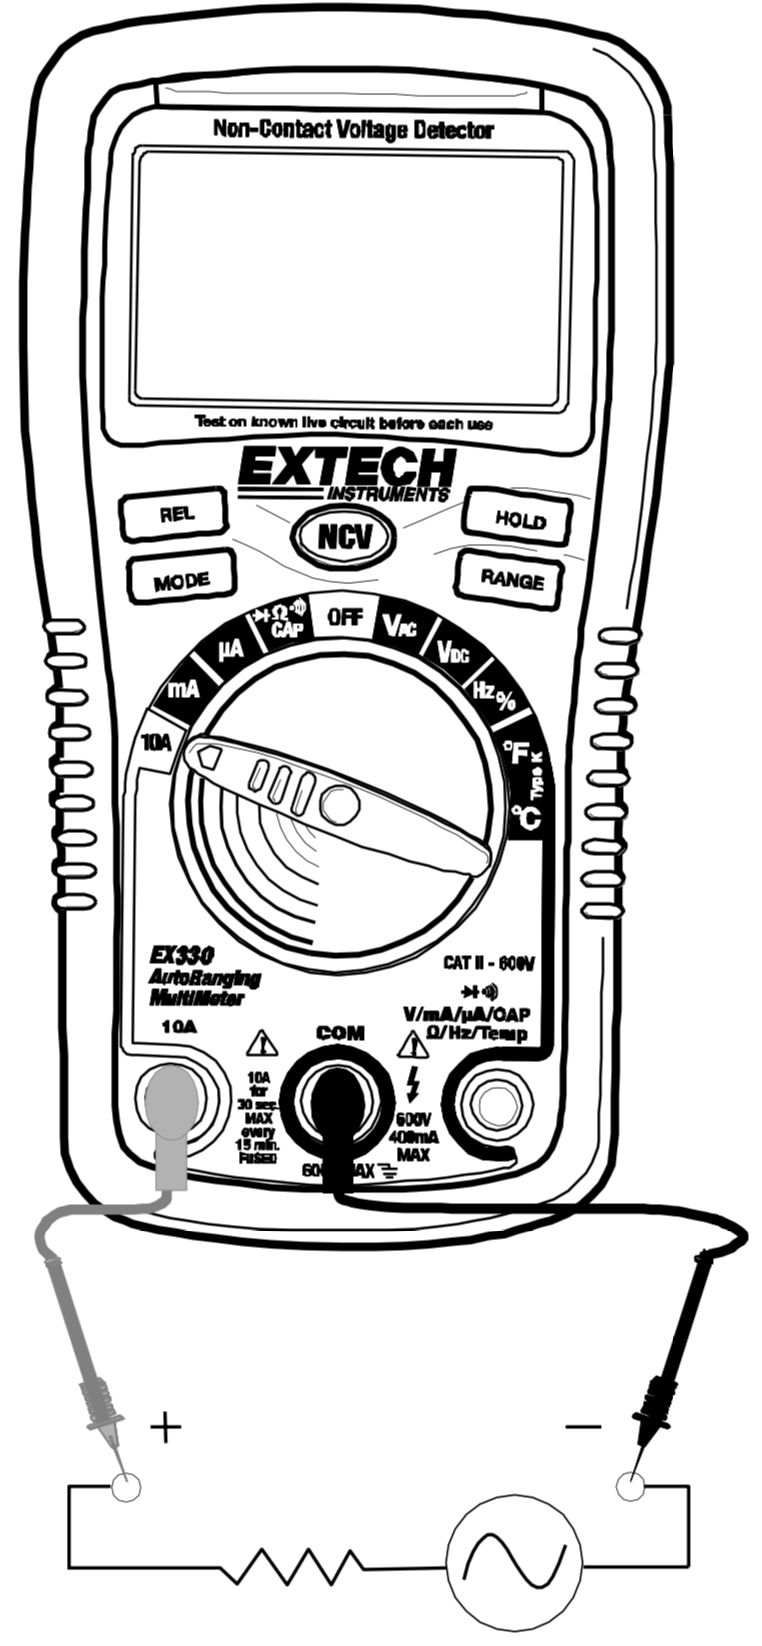 Non-Contact Voltage Detector
Test on known live circuit before each use
EXTECH
INSTRUMENTS
REL
HOLD
NCV
MODE
RANGE
OFF
Ω
CAP
VAC
µA
VDC
mA
Hz%
10A
°F
Type K
°C
EX330
AutoRanging
MultiMeter
CAT II - 600V
V/mA/µA/CAP
Ω/Hz/Temp
10A
COM
10A
for
30 sec.
MAX
every
15 min.
FUSED
600V
400mA
MAX
+
−